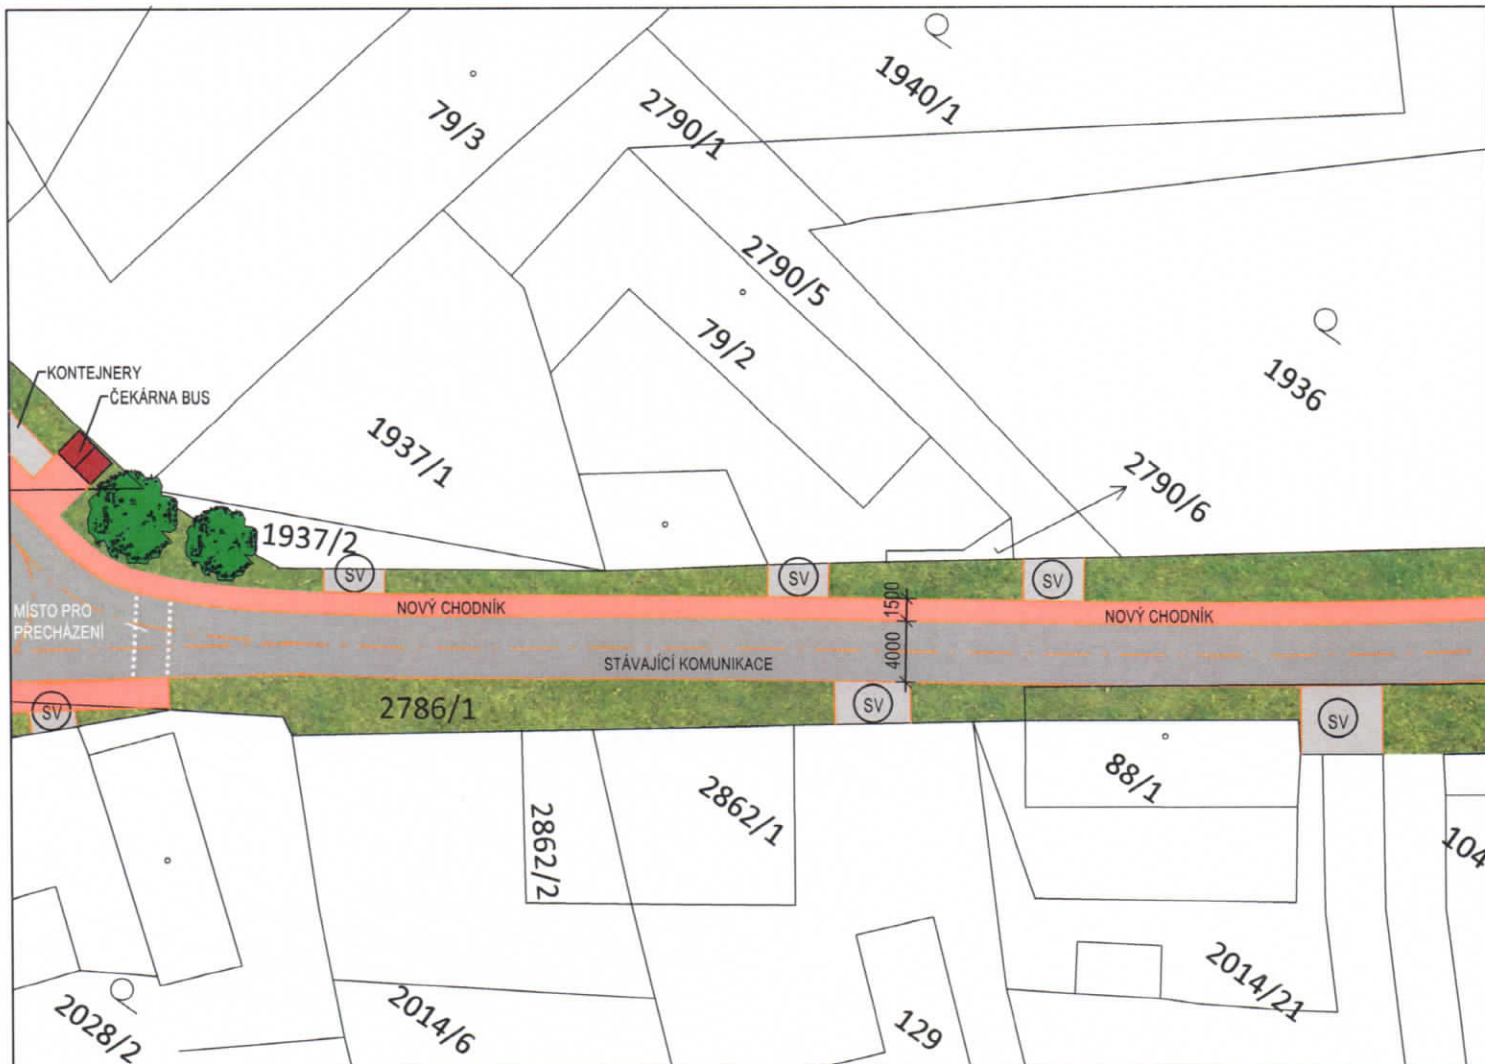 1940/1
79/3
2790/1
2790/5
79/2
1936
KONTEJNERY
ČEKÁRNA BUS
1937/1
2790/6
1937/2
SV
SV
SV
MÍSTO PRO
PŘECHÁZENÍ
NOVÝ CHODNÍK
1500
NOVÝ CHODNÍK
STÁVAJÍCÍ KOMUNIKACE
4000
SV
2786/1
SV
SV
88/1
2862/2
2862/1
104
2014/21
2028/2
2014/6
129